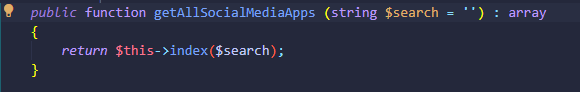 public function getAllSocialMediaApps (string $search = '') : array
{
return $this->index($search);
}